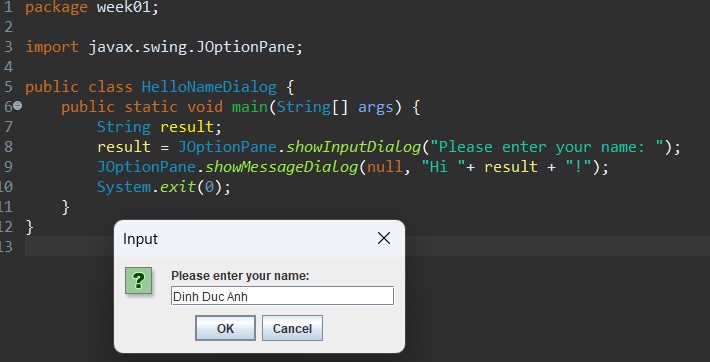 1 package week01;
2
3 import javax.swing.JOptionPane;
4
5 public class HelloNameDialog {
6     public static void main(String[] args) {
7         String result;
8         result = JOptionPane.showInputDialog("Please enter your name: ");
9         JOptionPane.showMessageDialog(null, "Hi "+ result + "!");
10         System.exit(0);
11     }
12 }
13
Input
?
Please enter your name:
Dinh Duc Anh
OK Cancel